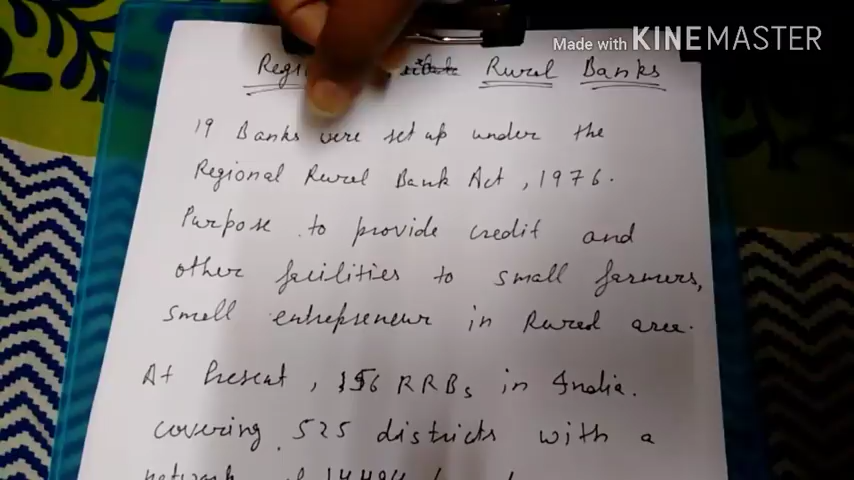 Made with KINEMASTER
Regi Rural Banks
19 Banks were set up under the
Regional Rural Bank Act, 1976.
Purpose to provide credit and
other facilities to small farmers,
small entrepreneur in Rural area.
At Present, 156 RRBs in India.
covering 525 districts with a